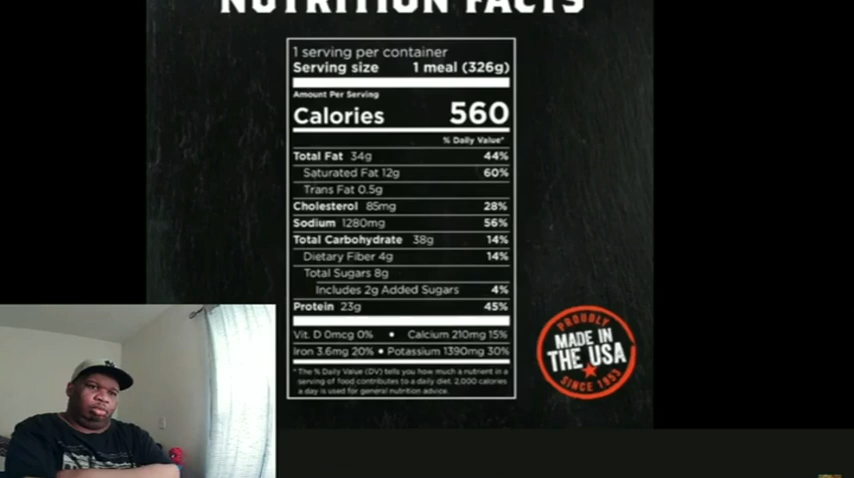 NUTRITION FACTS
1 serving per container
Serving size 1 meal (326g)
Amount Per Serving
Calories 560
% Daily Value*
Total Fat 34g 44%
Saturated Fat 12g 60%
Trans Fat 0.5g
Cholesterol 85mg 28%
Sodium 1280mg 56%
Total Carbohydrate 38g 14%
Dietary Fiber 4g 14%
Total Sugars 8g
Includes 2g Added Sugars 4%
Protein 23g 45%
Vit. D 0mcg 0% • Calcium 210mg 15%
Iron 3.6mg 20% • Potassium 1390mg 30%
* The % Daily Value (DV) tells you how much a nutrient in a
serving of food contributes to a daily diet. 2,000 calories
a day is used for general nutrition advice.
PROUDLY
MADE IN
THE USA
SINCE 1953